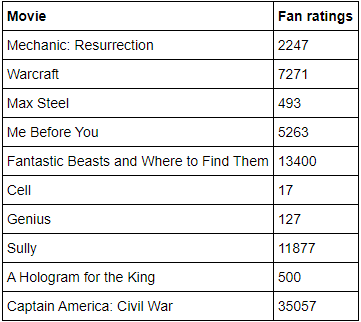 Movie Fan ratings
Mechanic: Resurrection 2247
Warcraft 7271
Max Steel 493
Me Before You 5263
Fantastic Beasts and Where to Find Them 13400
Cell 17
Genius 127
Sully 11877
A Hologram for the King 500
Captain America: Civil War 35057